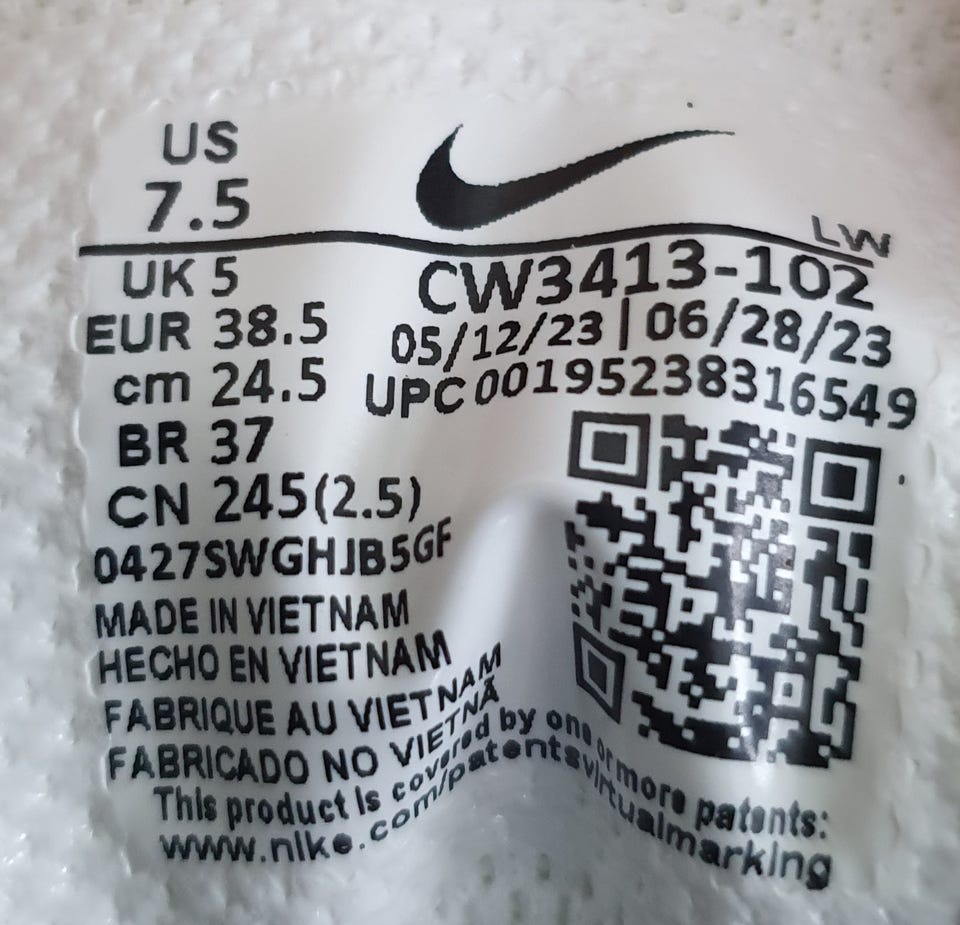 US
7.5
LW
UK 5
EUR 38.5
cm 24.5
BR 37
CN 245(2.5)
CW3413-102
05/12/23 | 06/28/23
UPC 00195238316549
0427SWGHJB5GF
MADE IN VIETNAM
HECHO EN VIETNAM
FABRIQUE AU VIETNAM
FABRICADO NO VIETNÃ
This product is covered by one or more patents:
www.nike.com/patentsvirtualmarking